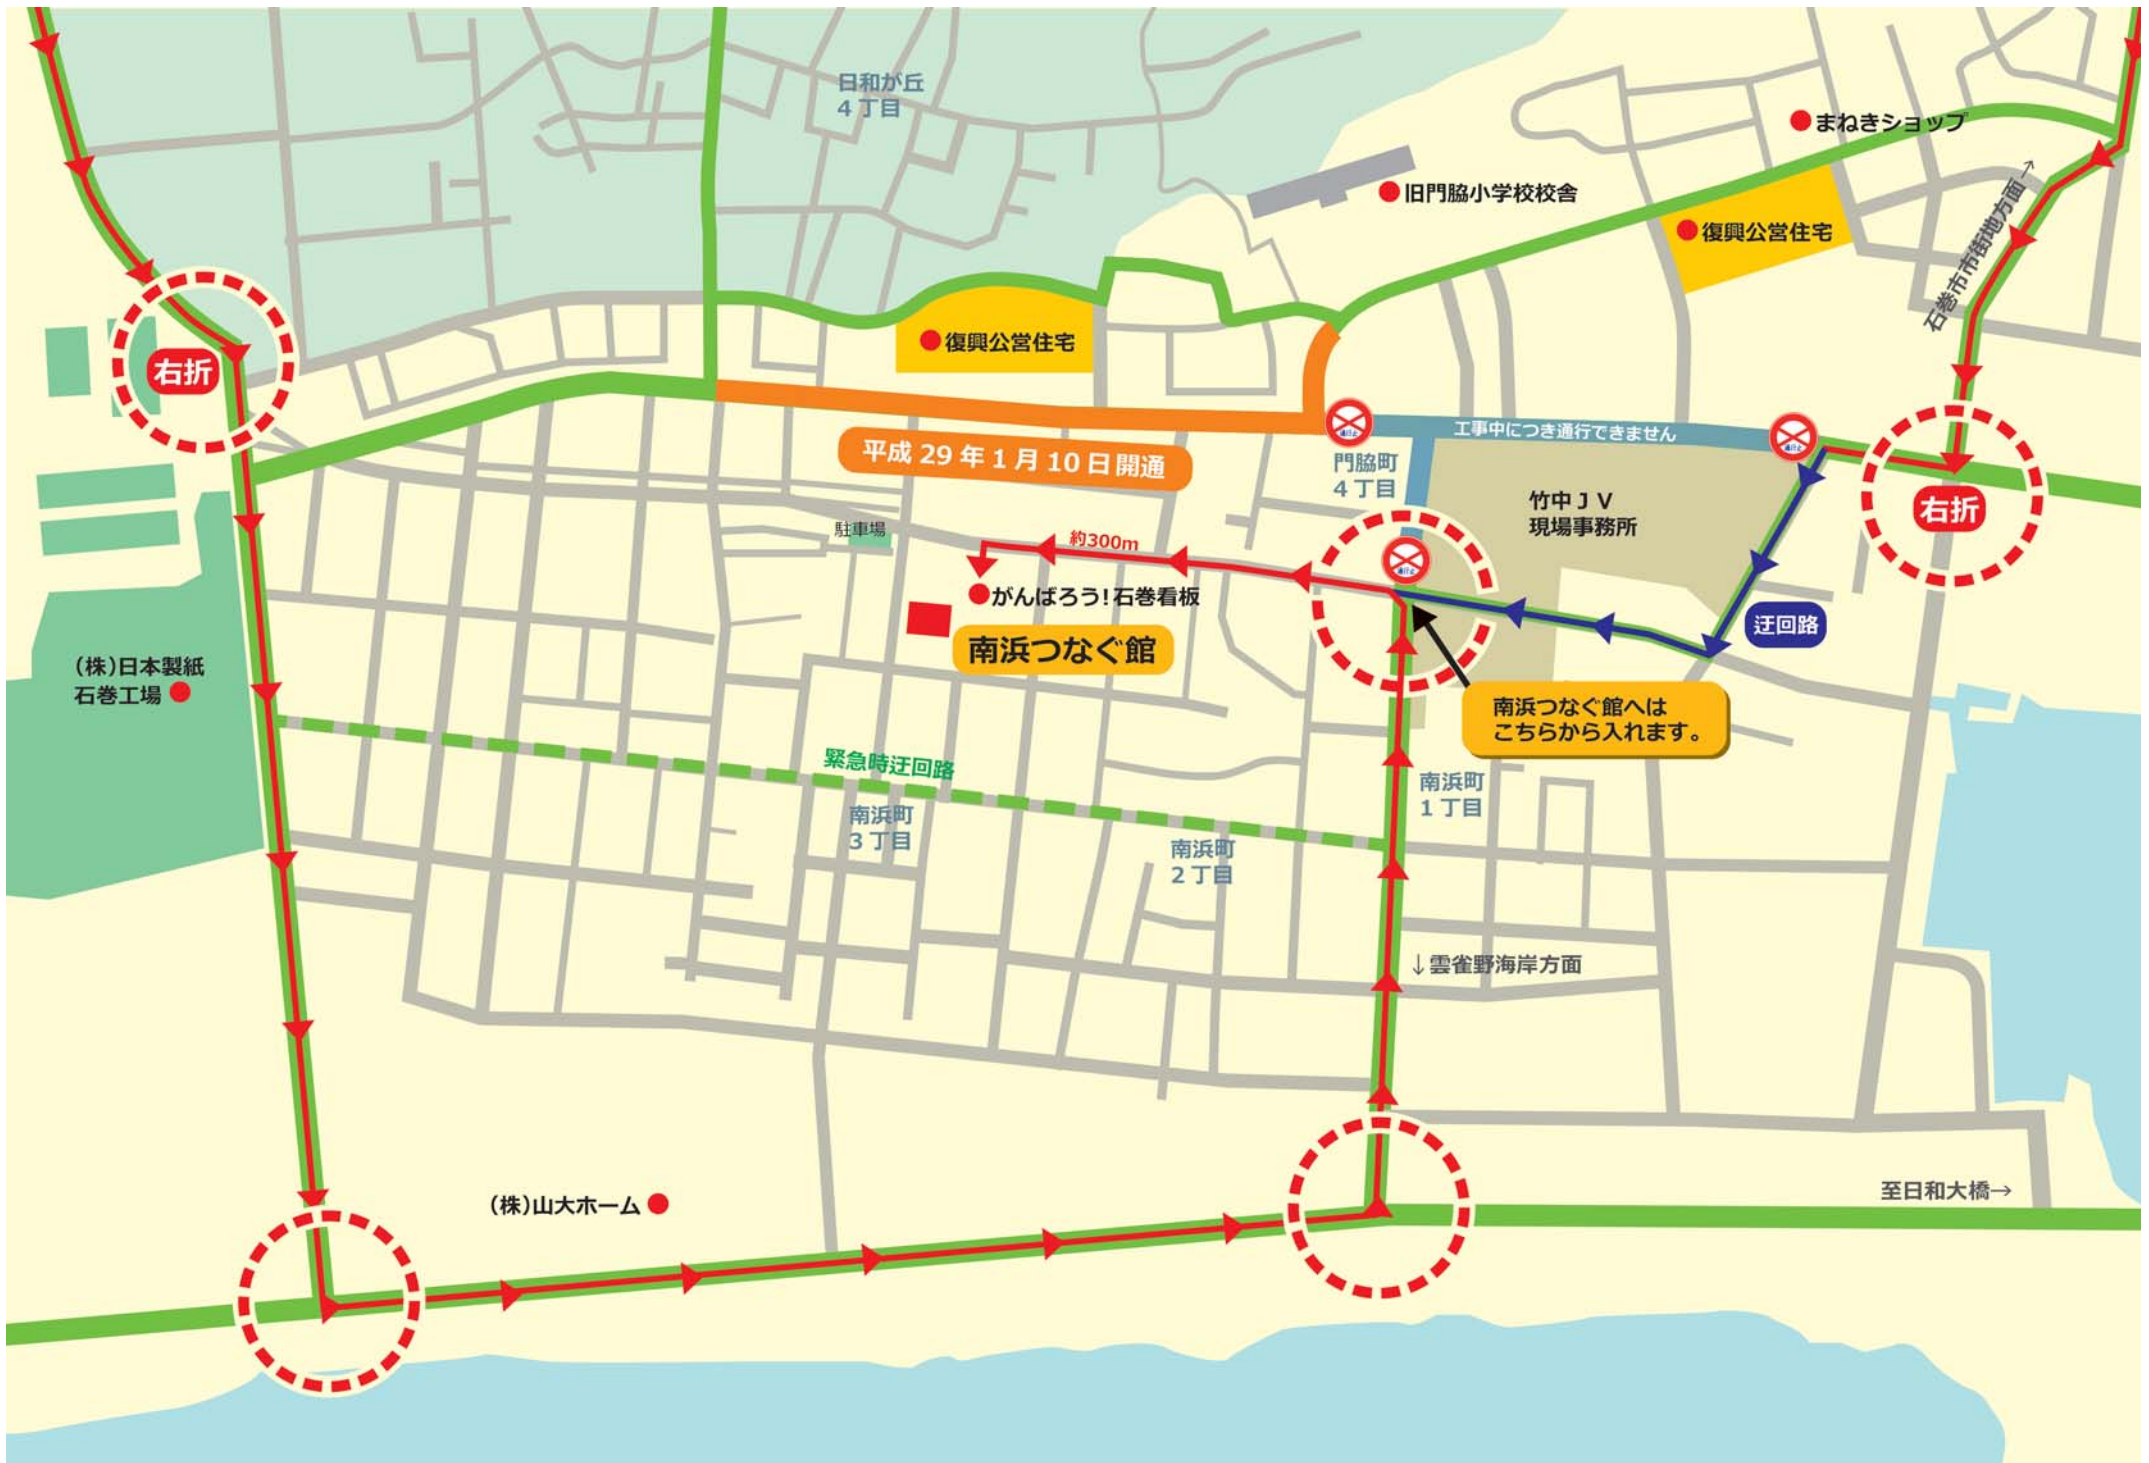 日和が丘
4丁目
まねきショップ
旧門脇小学校校舎
復興公営住宅
石巻市市街地方面→
復興公営住宅
右折
工事中につき通行できません
平成29年1月10日開通
門脇町
4丁目
竹中JV
現場事務所
右折
駐車場
約300m
がんばろう!石巻看板
南浜つなぐ館
迂回路
(株)日本製紙
石巻工場
南浜つなぐ館へは
こちらから入れます。
緊急時迂回路
南浜町
3丁目
南浜町
1丁目
南浜町
2丁目
↓雲雀野海岸方面
(株)山大ホーム
至日和大橋→